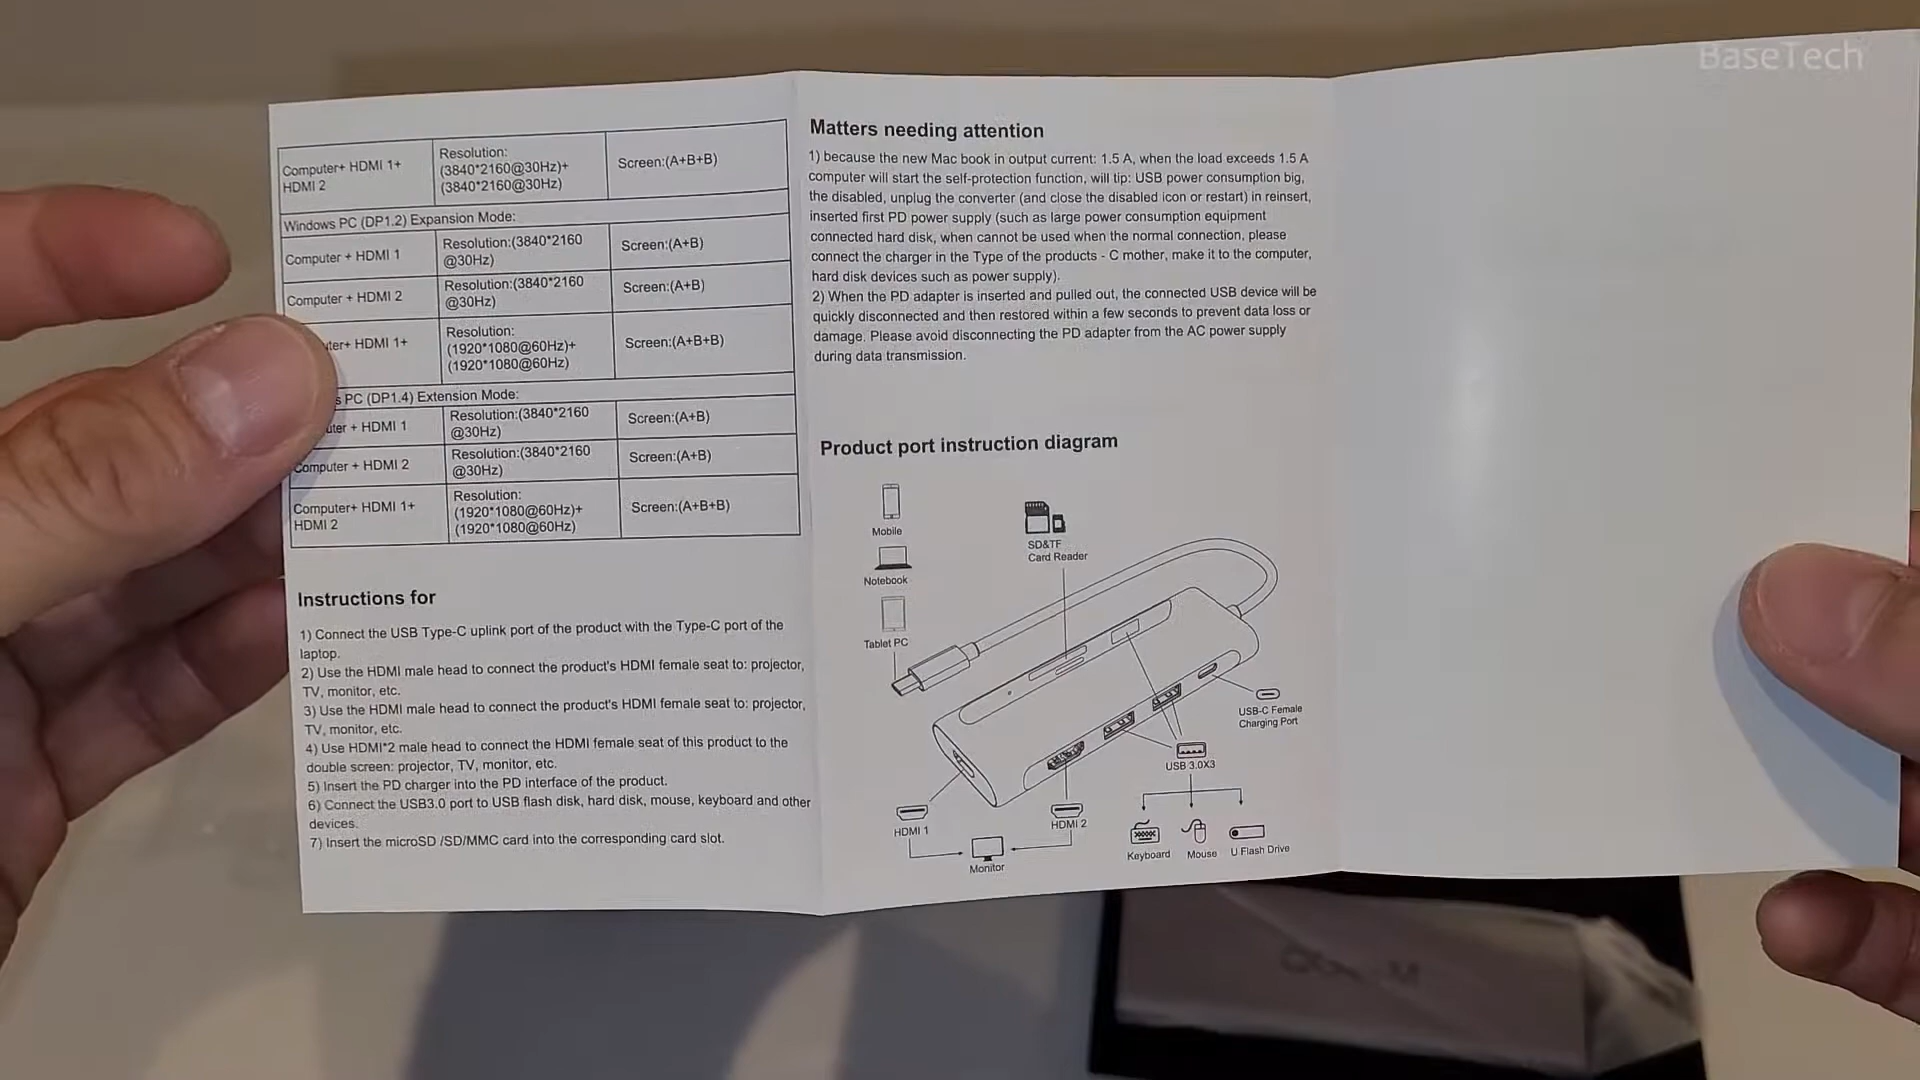 BaseTech
Computer+ HDMI 1+
HDMI 2
Resolution:
(3840*2160@30Hz)+
(3840*2160@30Hz)
Screen:(A+B+B)
Windows PC (DP1.2) Expansion Mode:
Computer + HDMI 1
Resolution:(3840*2160
@30Hz)
Screen:(A+B)
Computer + HDMI 2
Resolution:(3840*2160
@30Hz)
Screen:(A+B)
HDMI 1+
Resolution:
(1920*1080@60Hz)+
(1920*1080@60Hz)
Screen:(A+B+B)
PC (DP1.4) Extension Mode:
+ HDMI 1
Resolution:(3840*2160
@30Hz)
Screen:(A+B)
Computer + HDMI 2
Resolution:(3840*2160
@30Hz)
Screen:(A+B)
Computer+ HDMI 1+
HDMI 2
Resolution:
(1920*1080@60Hz)+
(1920*1080@60Hz)
Screen:(A+B+B)
Instructions for
1) Connect the USB Type-C uplink port of the product with the Type-C port of the
laptop.
2) Use the HDMI male head to connect the product's HDMI female seat to: projector,
TV, monitor, etc.
3) Use the HDMI male head to connect the product's HDMI female seat to: projector,
TV, monitor, etc.
4) Use HDMI*2 male head to connect the HDMI female seat of this product to the
double screen: projector, TV, monitor, etc.
5) Insert the PD charger into the PD interface of the product.
6) Connect the USB3.0 port to USB flash disk, hard disk, mouse, keyboard and other
devices.
7) Insert the microSD /SD/MMC card into the corresponding card slot.
Matters needing attention
1) because the new Mac book in output current: 1.5 A, when the load exceeds 1.5 A
computer will start the self-protection function, will tip: USB power consumption big,
the disabled, unplug the converter (and close the disabled icon or restart) in reinsert,
inserted first PD power supply (such as large power consumption equipment
connected hard disk, when cannot be used when the normal connection, please
connect the charger in the Type of the products - C mother, make it to the computer,
hard disk devices such as power supply).
2) When the PD adapter is inserted and pulled out, the connected USB device will be
quickly disconnected and then restored within a few seconds to prevent data loss or
damage. Please avoid disconnecting the PD adapter from the AC power supply
during data transmission.
Product port instruction diagram
Mobile
Notebook
Tablet PC
SD&TF
Card Reader
USB-C Female
Charging Port
USB 3.0X3
HDMI 1
HDMI 2
Monitor
Keyboard
Mouse
U Flash Drive